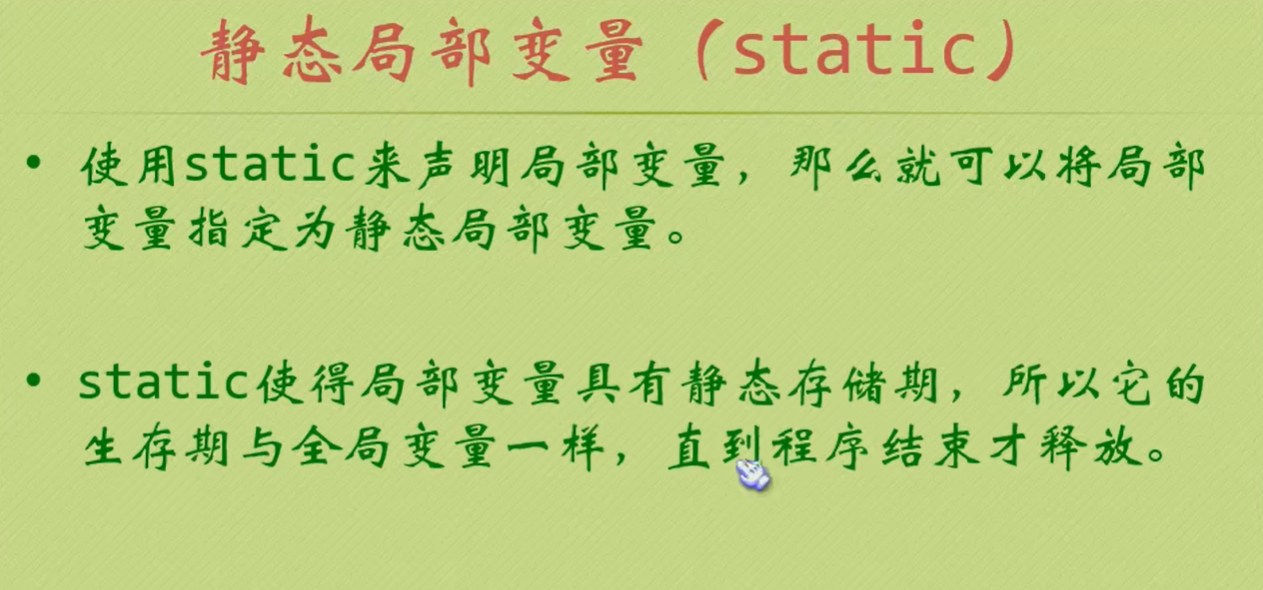 静态局部变量（static）
• 使用static来声明局部变量，那么就可以将局部
变量指定为静态局部变量。
• static使得局部变量具有静态存储期，所以它的
生存期与全局变量一样，直到程序结束才释放。